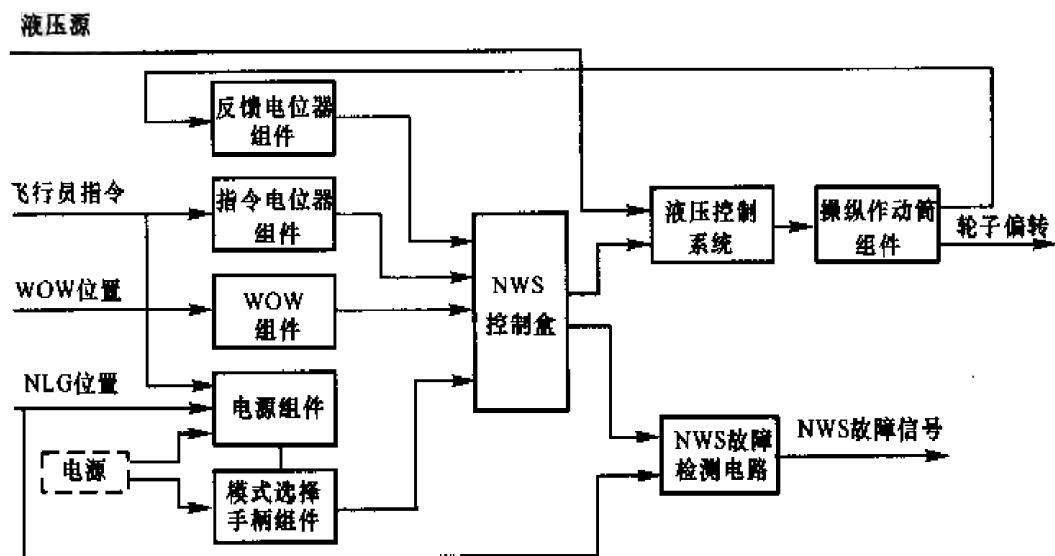 液压源
反馈电位器
组件
飞行员指令
指令电位器
组件
液压控制
系统
操纵作动筒
组件
轮子偏转
WOW位置
WOW
组件
NWS
控制盒
NLG位置
电源组件
电源
模式选择
手柄组件
NWS故障
检测电路
NWS故障信号